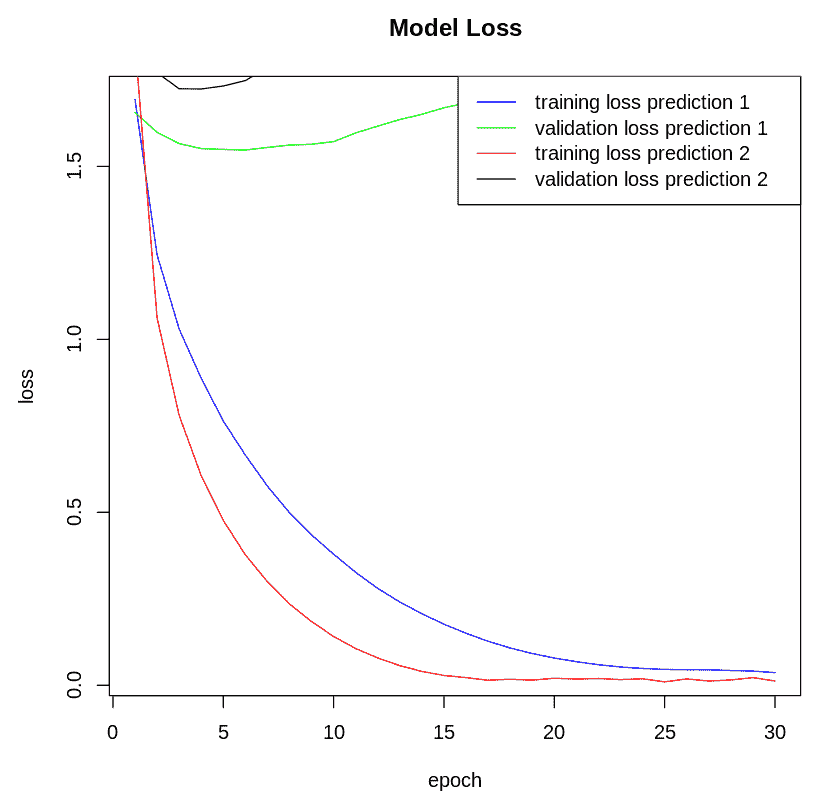 Model Loss
training loss prediction 1
validation loss prediction 1
training loss prediction 2
validation loss prediction 2
1.5
1.0
0.5
0.0
loss
0 5 10 15 20 25 30
epoch